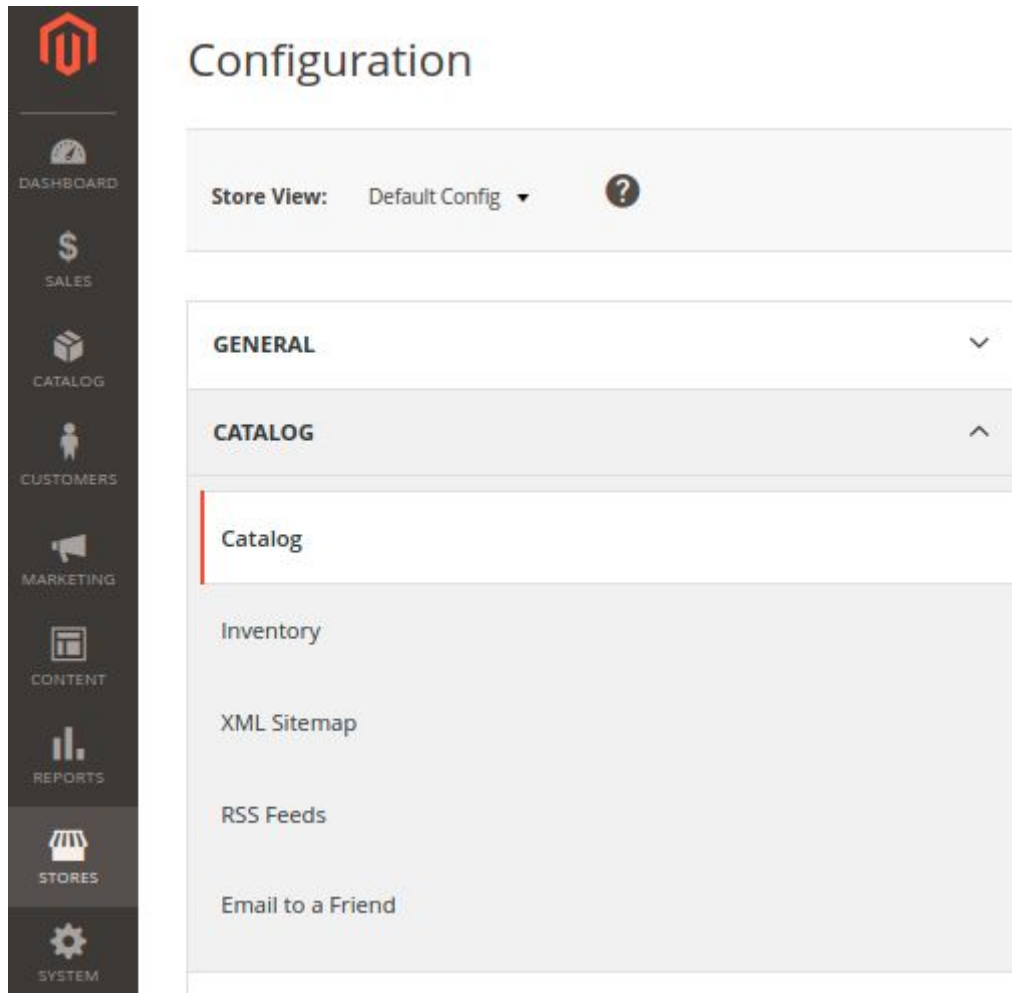 Configuration
DASHBOARD
Store View: Default Config ?
SALES
GENERAL
CATALOG
CATALOG
CUSTOMERS
Catalog
MARKETING
Inventory
CONTENT
XML Sitemap
REPORTS
RSS Feeds
STORES
Email to a Friend
SYSTEM